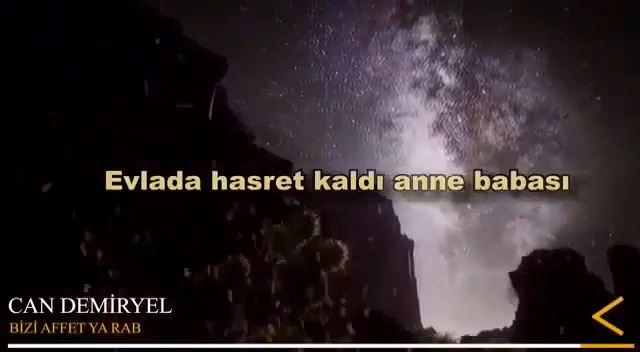 Evlada hasret kaldı anne babası
CAN DEMİRYEL
BİZİ AFFET YA RAB